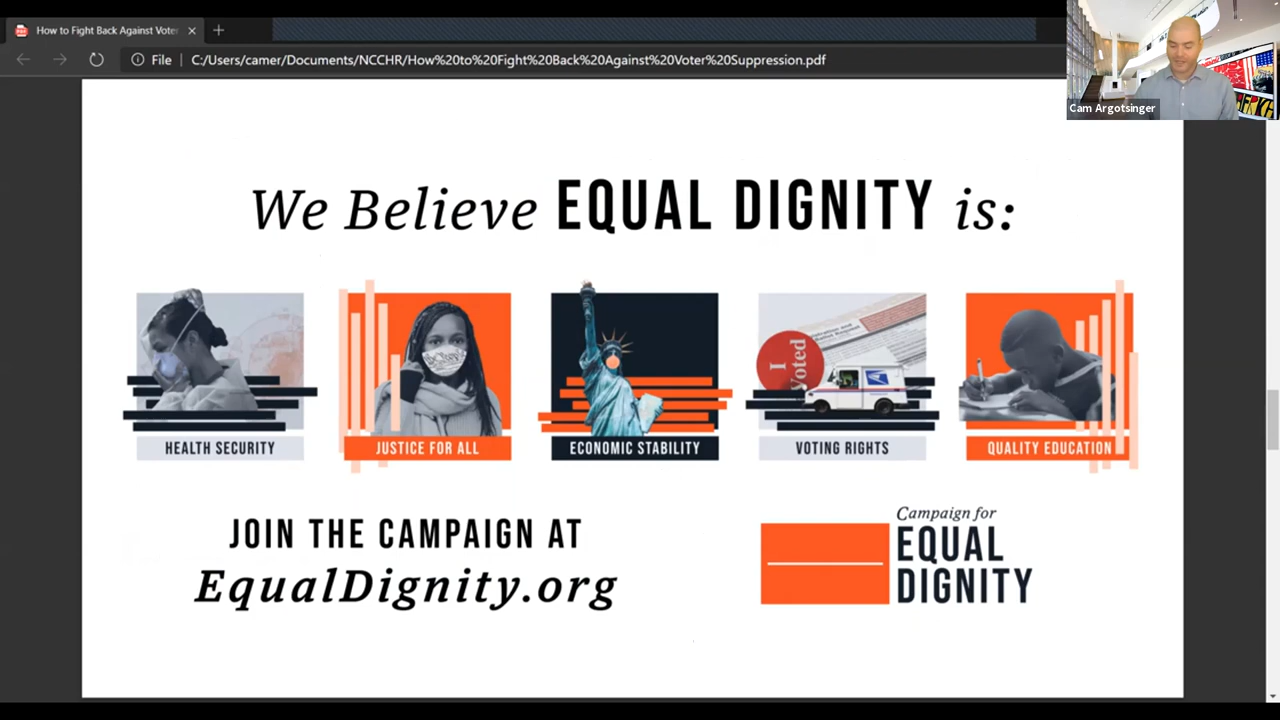 How to Fight Back Against Voter
File C:/Users/camer/Documents/NCCHR/How%20to%20Fight%20Back%20Against%20Voter%20Suppression.pdf
Cam Argotsinger
We Believe EQUAL DIGNITY is:
I Voted
HEALTH SECURITY
JUSTICE FOR ALL
ECONOMIC STABILITY
VOTING RIGHTS
QUALITY EDUCATION
JOIN THE CAMPAIGN AT
EqualDignity.org
Campaign for
EQUAL
DIGNITY